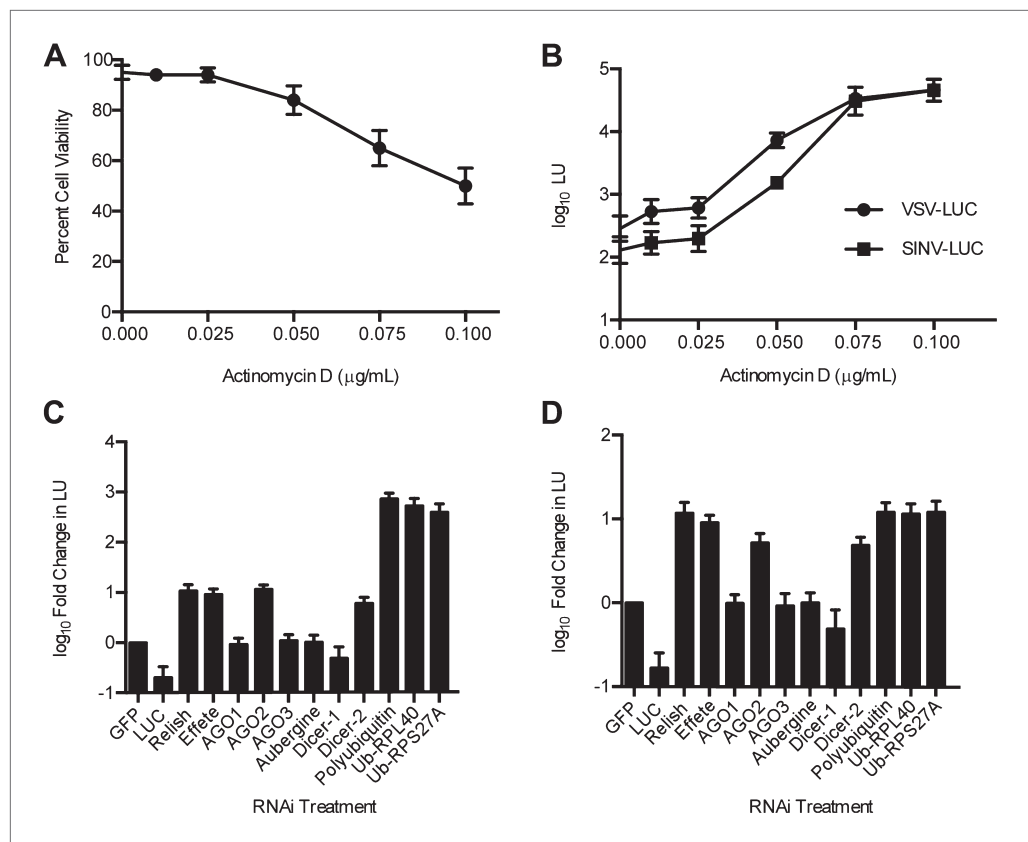 A
Percent Cell Viability
100
80
60
40
20
0
0.000 0.025 0.050 0.075 0.100
Actinomycin D (μg/mL)
B
log10 LU
5
4
3
2
1
VSV-LUC
SINV-LUC
0.000 0.025 0.050 0.075 0.100
Actinomycin D (μg/mL)
C
log10 Fold Change in LU
4
3
2
1
0
-1
GFP
LUC
Relish
Effete
AGO1
AGO2
AGO3
Aubergine
Dicer-1
Dicer-2
Polyubiquitin
Ub-RPL40
Ub-RPS27A
RNAi Treatment
D
log10 Fold Change in LU
2
1
0
-1
GFP
LUC
Relish
Effete
AGO1
AGO2
AGO3
Aubergine
Dicer-1
Dicer-2
Polyubiquitin
Ub-RPL40
Ub-RPS27A
RNAi Treatment